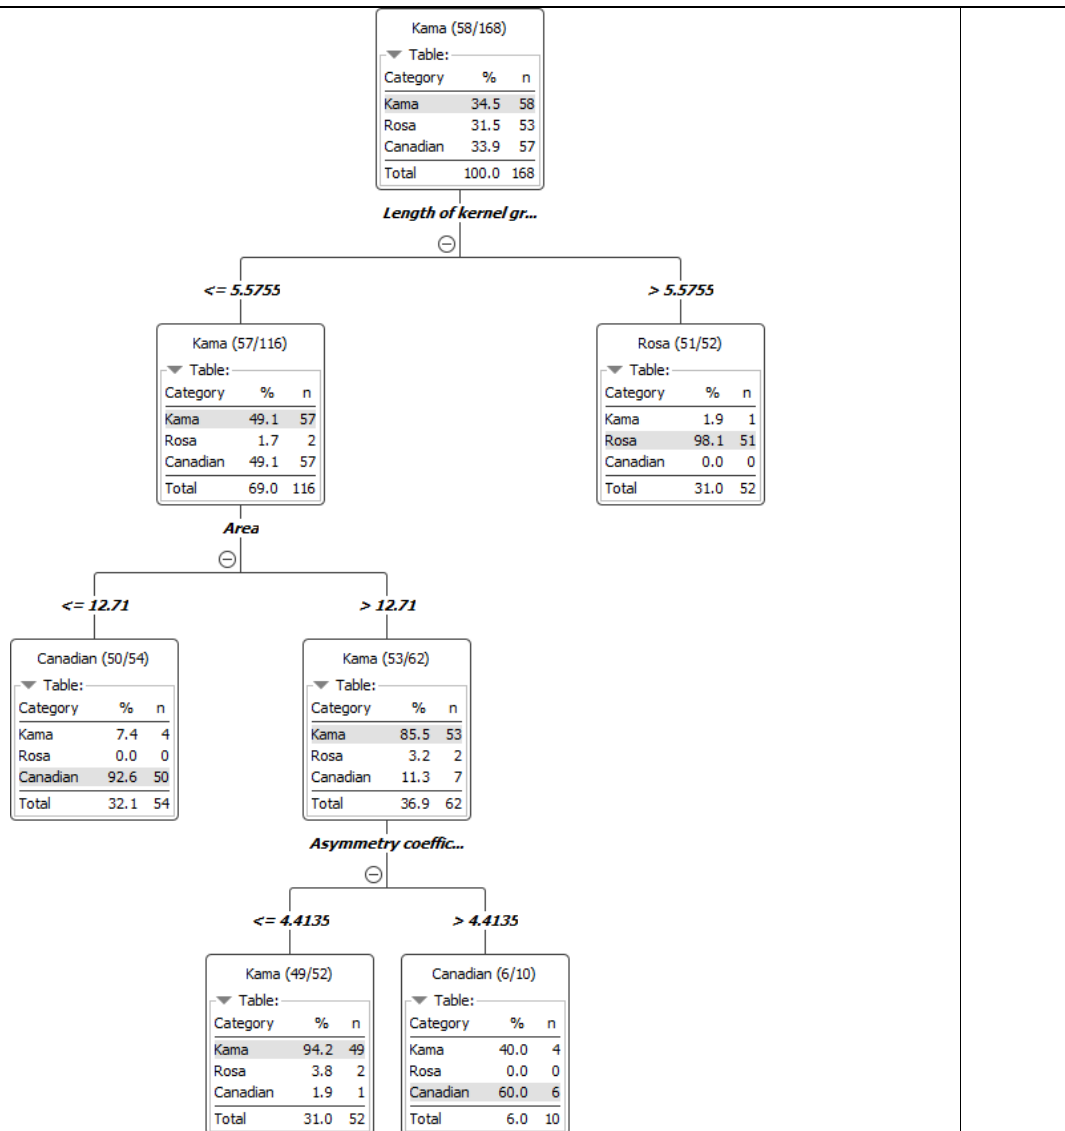 Kama (58/168)
Table:
Category % n
Kama 34.5 58
Rosa 31.5 53
Canadian 33.9 57
Total 100.0 168
Length of kernel gr...
<= 5.5755
> 5.5755
Kama (57/116)
Table:
Category % n
Kama 49.1 57
Rosa 1.7 2
Canadian 49.1 57
Total 69.0 116
Rosa (51/52)
Table:
Category % n
Kama 1.9 1
Rosa 98.1 51
Canadian 0.0 0
Total 31.0 52
Area
<= 12.71
> 12.71
Canadian (50/54)
Table:
Category % n
Kama 7.4 4
Rosa 0.0 0
Canadian 92.6 50
Total 32.1 54
Kama (53/62)
Table:
Category % n
Kama 85.5 53
Rosa 3.2 2
Canadian 11.3 7
Total 36.9 62
Asymmetry coeffic...
<= 4.4135
> 4.4135
Kama (49/52)
Table:
Category % n
Kama 94.2 49
Rosa 3.8 2
Canadian 1.9 1
Total 31.0 52
Canadian (6/10)
Table:
Category % n
Kama 40.0 4
Rosa 0.0 0
Canadian 60.0 6
Total 6.0 10